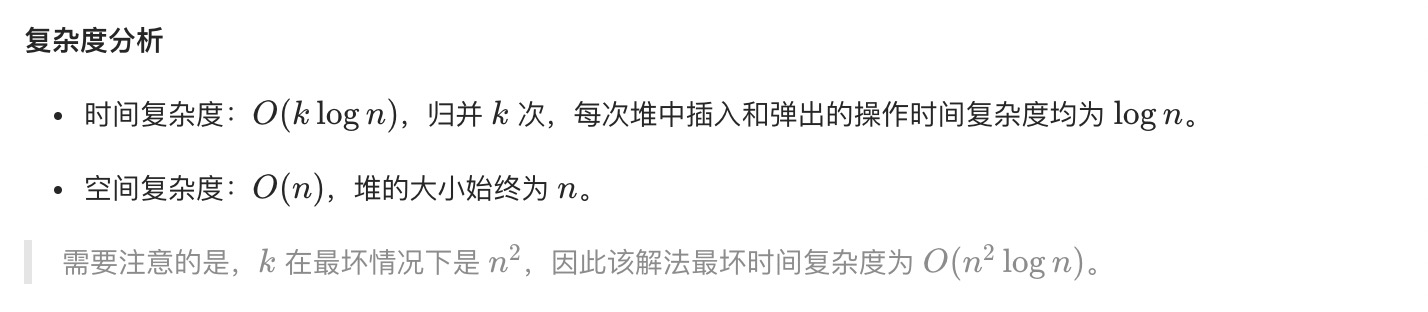 复杂度分析
• 时间复杂度：O(k log n)，归并 k 次，每次堆中插入和弹出的操作时间复杂度均为 log n。
• 空间复杂度：O(n)，堆的大小始终为 n。
需要注意的是，k 在最坏情况下是 n²，因此该解法最坏时间复杂度为 O(n² log n)。